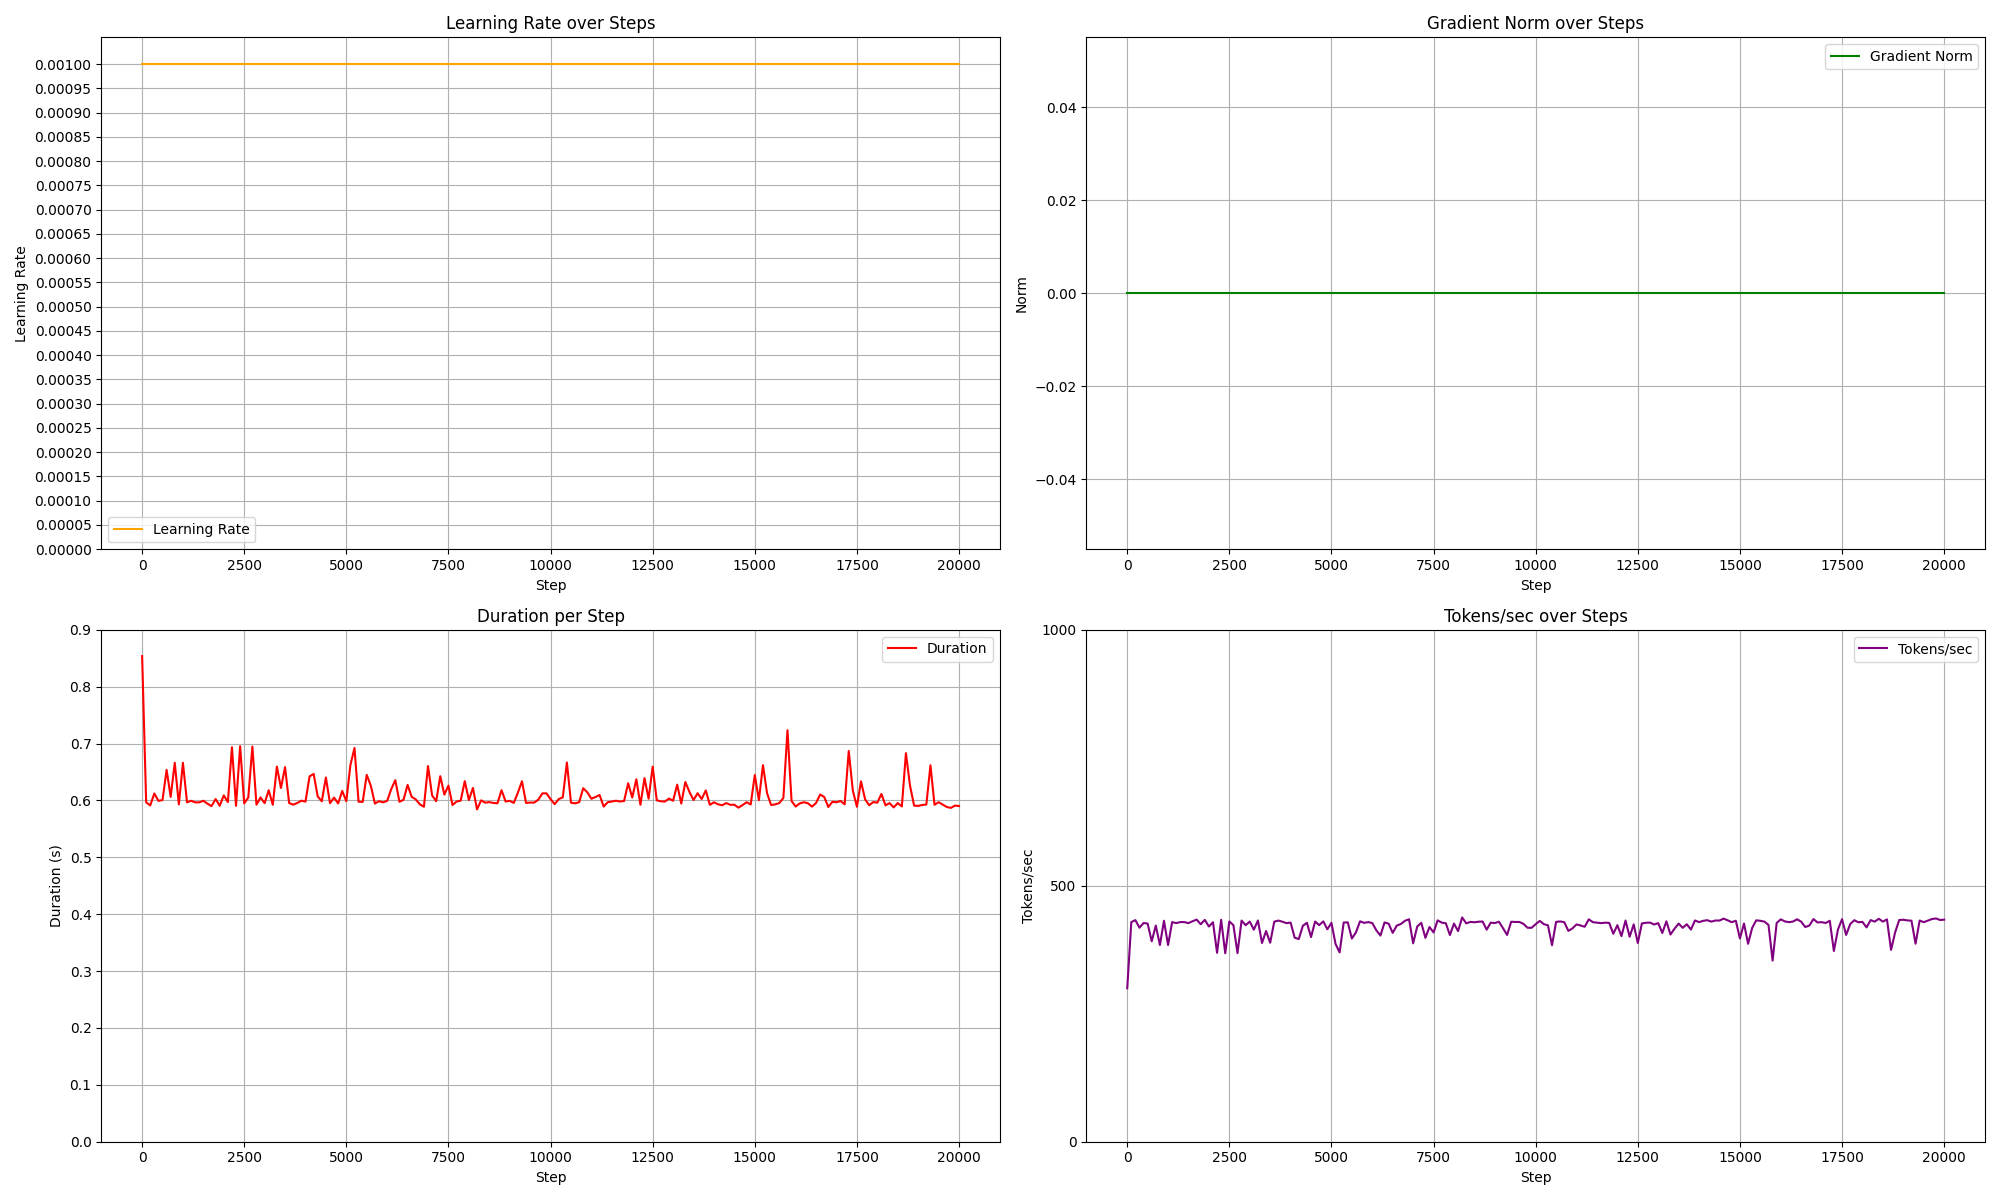 Learning Rate over Steps
0.00100
0.00095
0.00090
0.00085
0.00080
0.00075
0.00070
0.00065
0.00060
0.00055
0.00050
0.00045
0.00040
0.00035
0.00030
0.00025
0.00020
0.00015
0.00010
0.00005
0.00000
Learning Rate
Learning Rate
0 2500 5000 7500 10000 12500 15000 17500 20000
Step
Gradient Norm over Steps
Gradient Norm
0.04
0.02
0.00
−0.02
−0.04
Norm
0 2500 5000 7500 10000 12500 15000 17500 20000
Step
Duration per Step
Duration
0.9
0.8
0.7
0.6
0.5
0.4
0.3
0.2
0.1
0.0
Duration (s)
0 2500 5000 7500 10000 12500 15000 17500 20000
Step
Tokens/sec over Steps
Tokens/sec
1000
500
0
Tokens/sec
0 2500 5000 7500 10000 12500 15000 17500 20000
Step